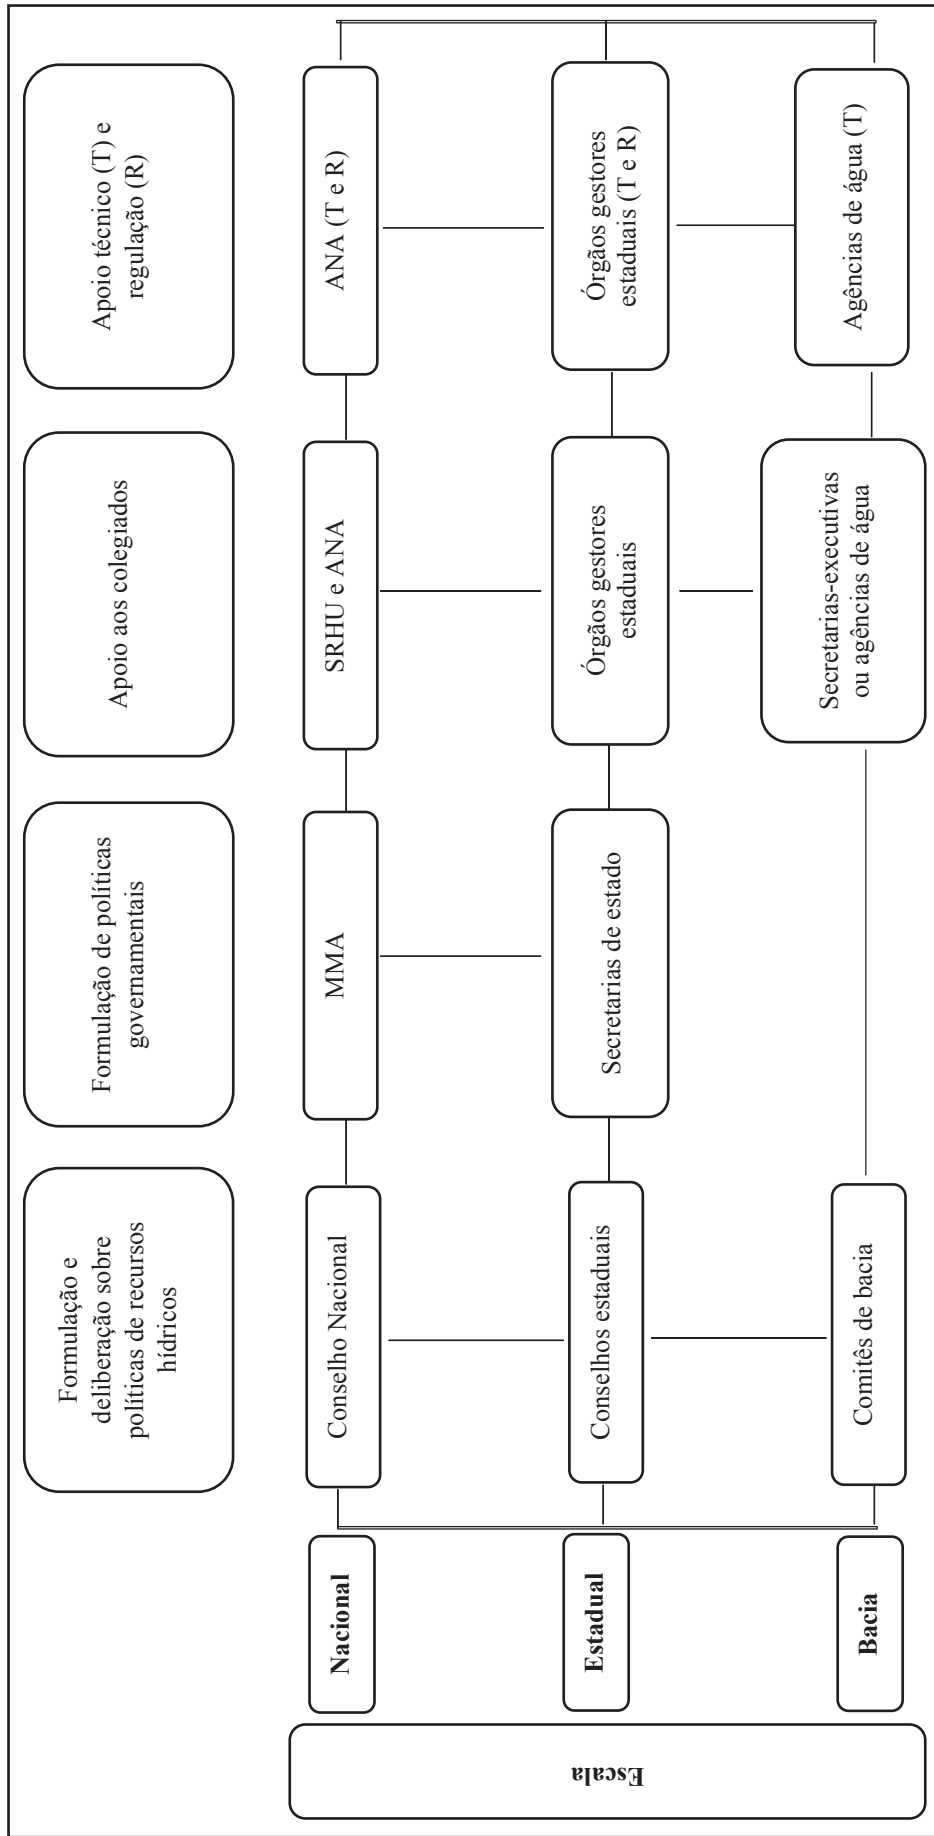 Formulação e
deliberação sobre
políticas de recursos
hídricos
Formulação de políticas
governamentais
Apoio aos colegiados
Apoio técnico (T) e
regulação (R)
Escala
Nacional
Conselho Nacional
MMA
SRHU e ANA
ANA (T e R)
Estadual
Conselhos estaduais
Secretarias de estado
Órgãos gestores
estaduais
Órgãos gestores
estaduais (T e R)
Bacia
Comitês de bacia
Secretarias-executivas
ou agências de água
Agências de água (T)